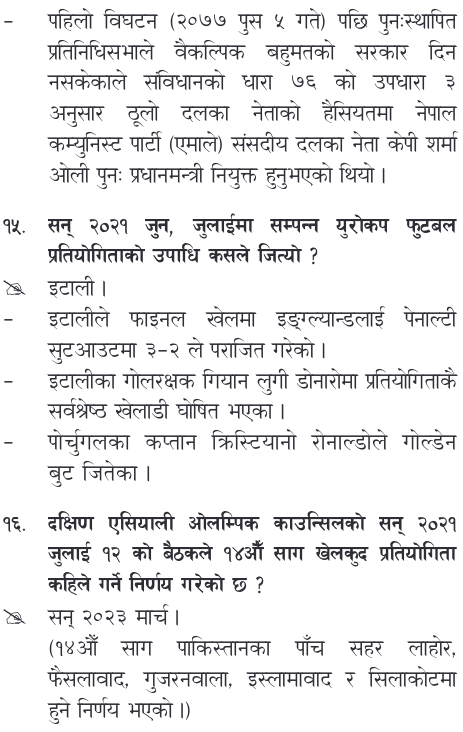 - पहिलो विघटन (२०७७ पुस ५ गते) पछि पुनःस्थापित
प्रतिनिधिसभाले वैकल्पिक बहुमतको सरकार दिन
नसकेकाले संविधानको धारा ७६ को उपधारा ३
अनुसार ठूलो दलका नेताको हैसियतमा नेपाल
कम्युनिस्ट पार्टी (एमाले) संसदीय दलका नेता केपी शर्मा
ओली पुनः प्रधानमन्त्री नियुक्त हुनुभएको थियो ।
१५. सन् २०२१ जुन, जुलाईमा सम्पन्न युरोकप फुटबल
प्रतियोगिताको उपाधि कसले जित्यो ?
✎ इटाली ।
- इटालीले फाइनल खेलमा इङ्ग्ल्यान्डलाई पेनाल्टी
सुटआउटमा ३-२ ले पराजित गरेको ।
- इटालीका गोलरक्षक गियान लुगी डोनारोमा प्रतियोगिताकै
सर्वश्रेष्ठ खेलाडी घोषित भएका ।
- पोर्चुगलका कप्तान क्रिस्टियानो रोनाल्डोले गोल्डेन
बुट जितेका ।
१६. दक्षिण एसियाली ओलम्पिक काउन्सिलको सन् २०२१
जुलाई १२ को बैठकले १४औँ साग खेलकुद प्रतियोगिता
कहिले गर्ने निर्णय गरेको छ ?
✎ सन् २०२३ मार्च ।
(१४औँ साग पाकिस्तानका पाँच सहर लाहोर,
फैसलावाद, गुजरनवाला, इस्लामावाद र सिलाकोटमा
हुने निर्णय भएको ।)